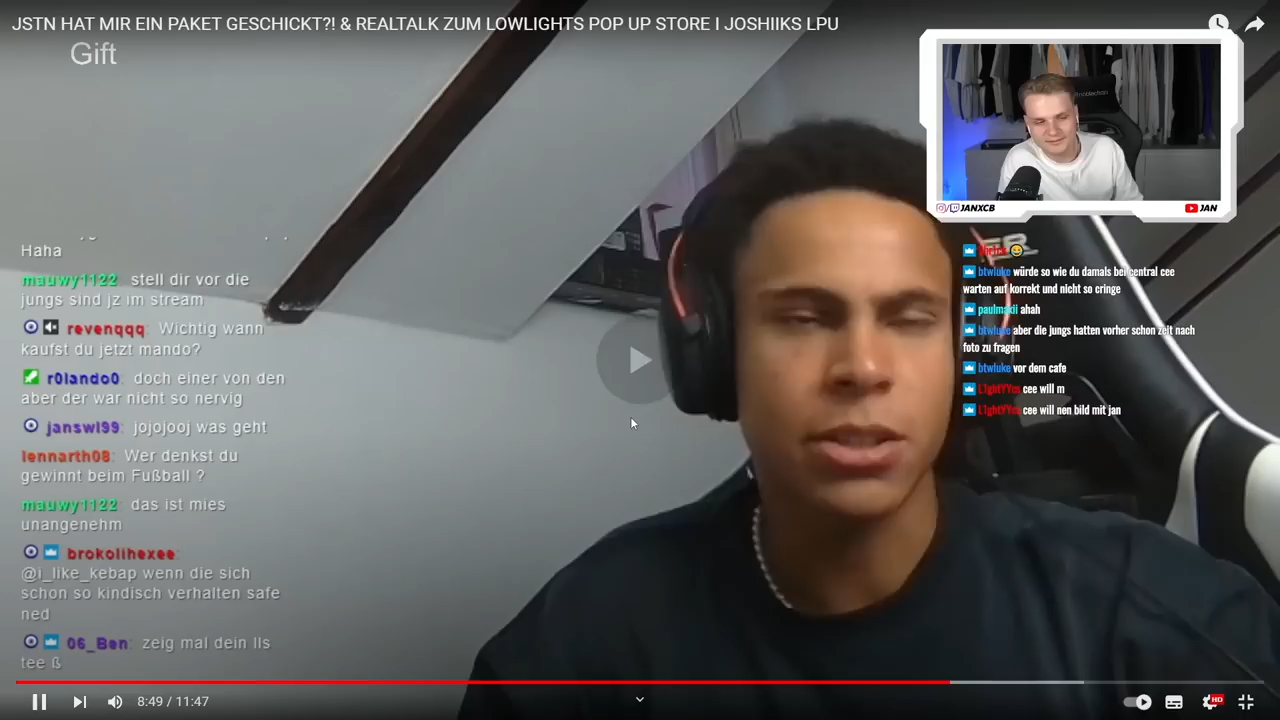 JSTN HAT MIR EIN PAKET GESCHICKT?! & REALTALK ZUM LOWLIGHTS POP UP STORE I JOSHIIKS LPU
Gift
JANXCB
JAN
Haha
mauwy1122: stell dir vor die
jungs sind jz im stream
revenqqq: Wichtig wann
kaufst du jetzt mando?
r0lando0: doch einer von den
aber der war nicht so nervig
janswl99: jojojooj was geht
lennarth08: Wer denkst du
gewinnt beim Fußball ?
mauwy1122: das ist mies
unangenehm
brokolihexee:
@i_like_kebap wenn die sich
schon so kindisch verhalten safe
ned
06_Ben: zeig mal dein lls
tee ß
btwluke würde so wie du damals bei central cee
warten auf korrekt und nicht so cringe
paulmaxii ahah
btwluke aber die jungs hatten vorher schon zeit nach
foto zu fragen
btwluke vor dem cafe
L1ghtYYes cee will m
L1ghtYYes cee will nen bild mit jan
8:49 / 11:47
HD